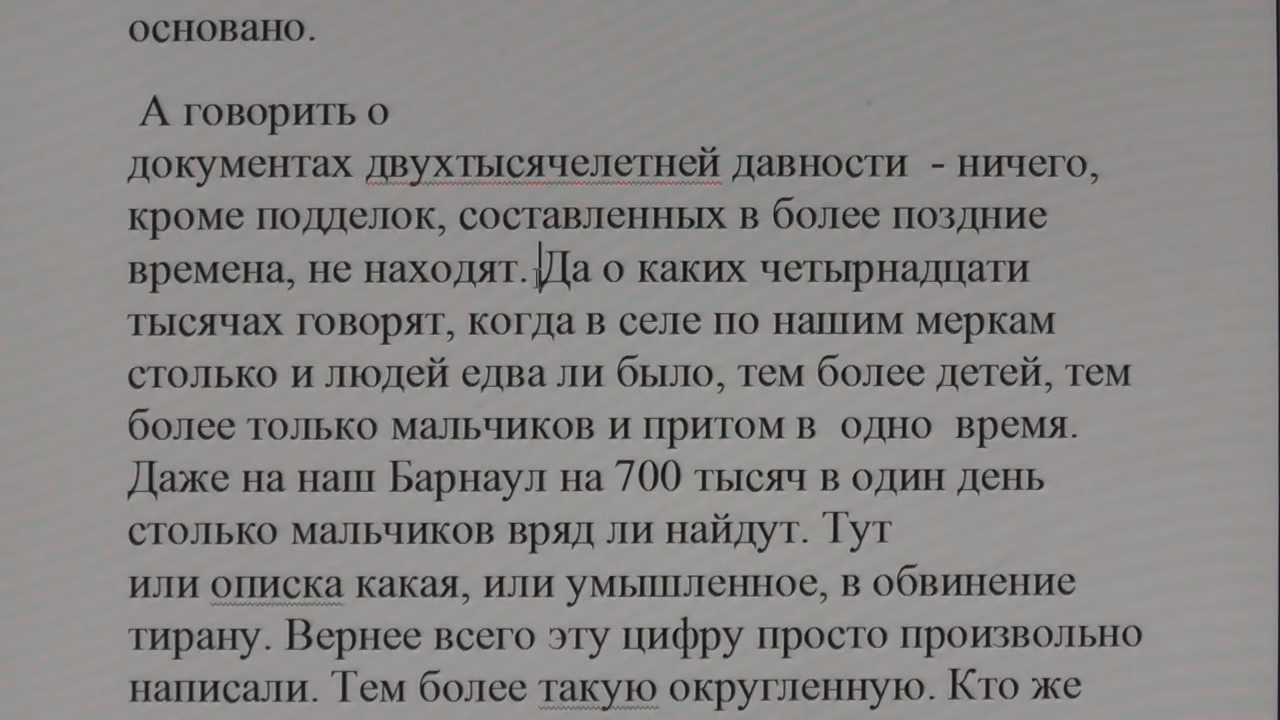 основано.
А говорить о
документах двухтысячелетней давности  - ничего,
кроме подделок, составленных в более поздние
времена, не находят. Да о каких четырнадцати
тысячах говорят, когда в селе по нашим меркам
столько и людей едва ли было, тем более детей, тем
более только мальчиков и притом в  одно  время.
Даже на наш Барнаул на 700 тысяч в один день
столько мальчиков вряд ли найдут. Тут
или описка какая, или умышленное, в обвинение
тирану. Вернее всего эту цифру просто произвольно
написали. Тем более такую округленную. Кто же